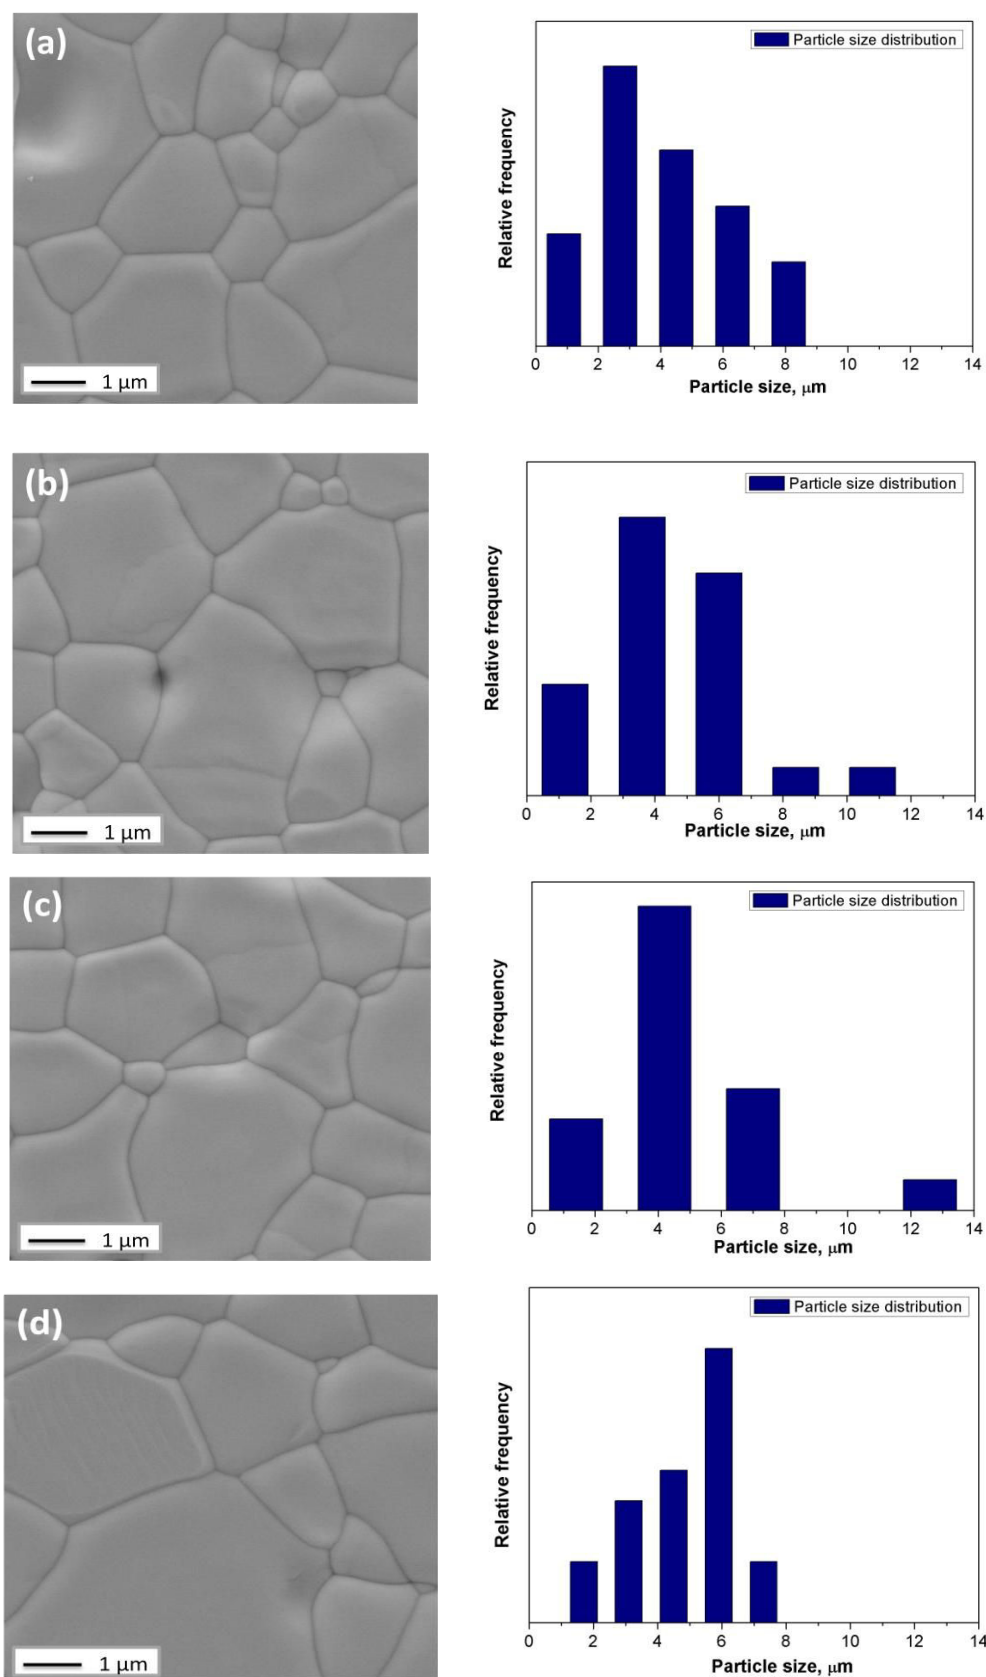 (a)
1 μm
Particle size distribution
Relative frequency
0 2 4 6 8 10 12 14
Particle size, μm
(b)
1 μm
Particle size distribution
Relative frequency
0 2 4 6 8 10 12 14
Particle size, μm
(c)
1 μm
Particle size distribution
Relative frequency
0 2 4 6 8 10 12 14
Particle size, μm
(d)
1 μm
Particle size distribution
Relative frequency
0 2 4 6 8 10 12 14
Particle size, μm